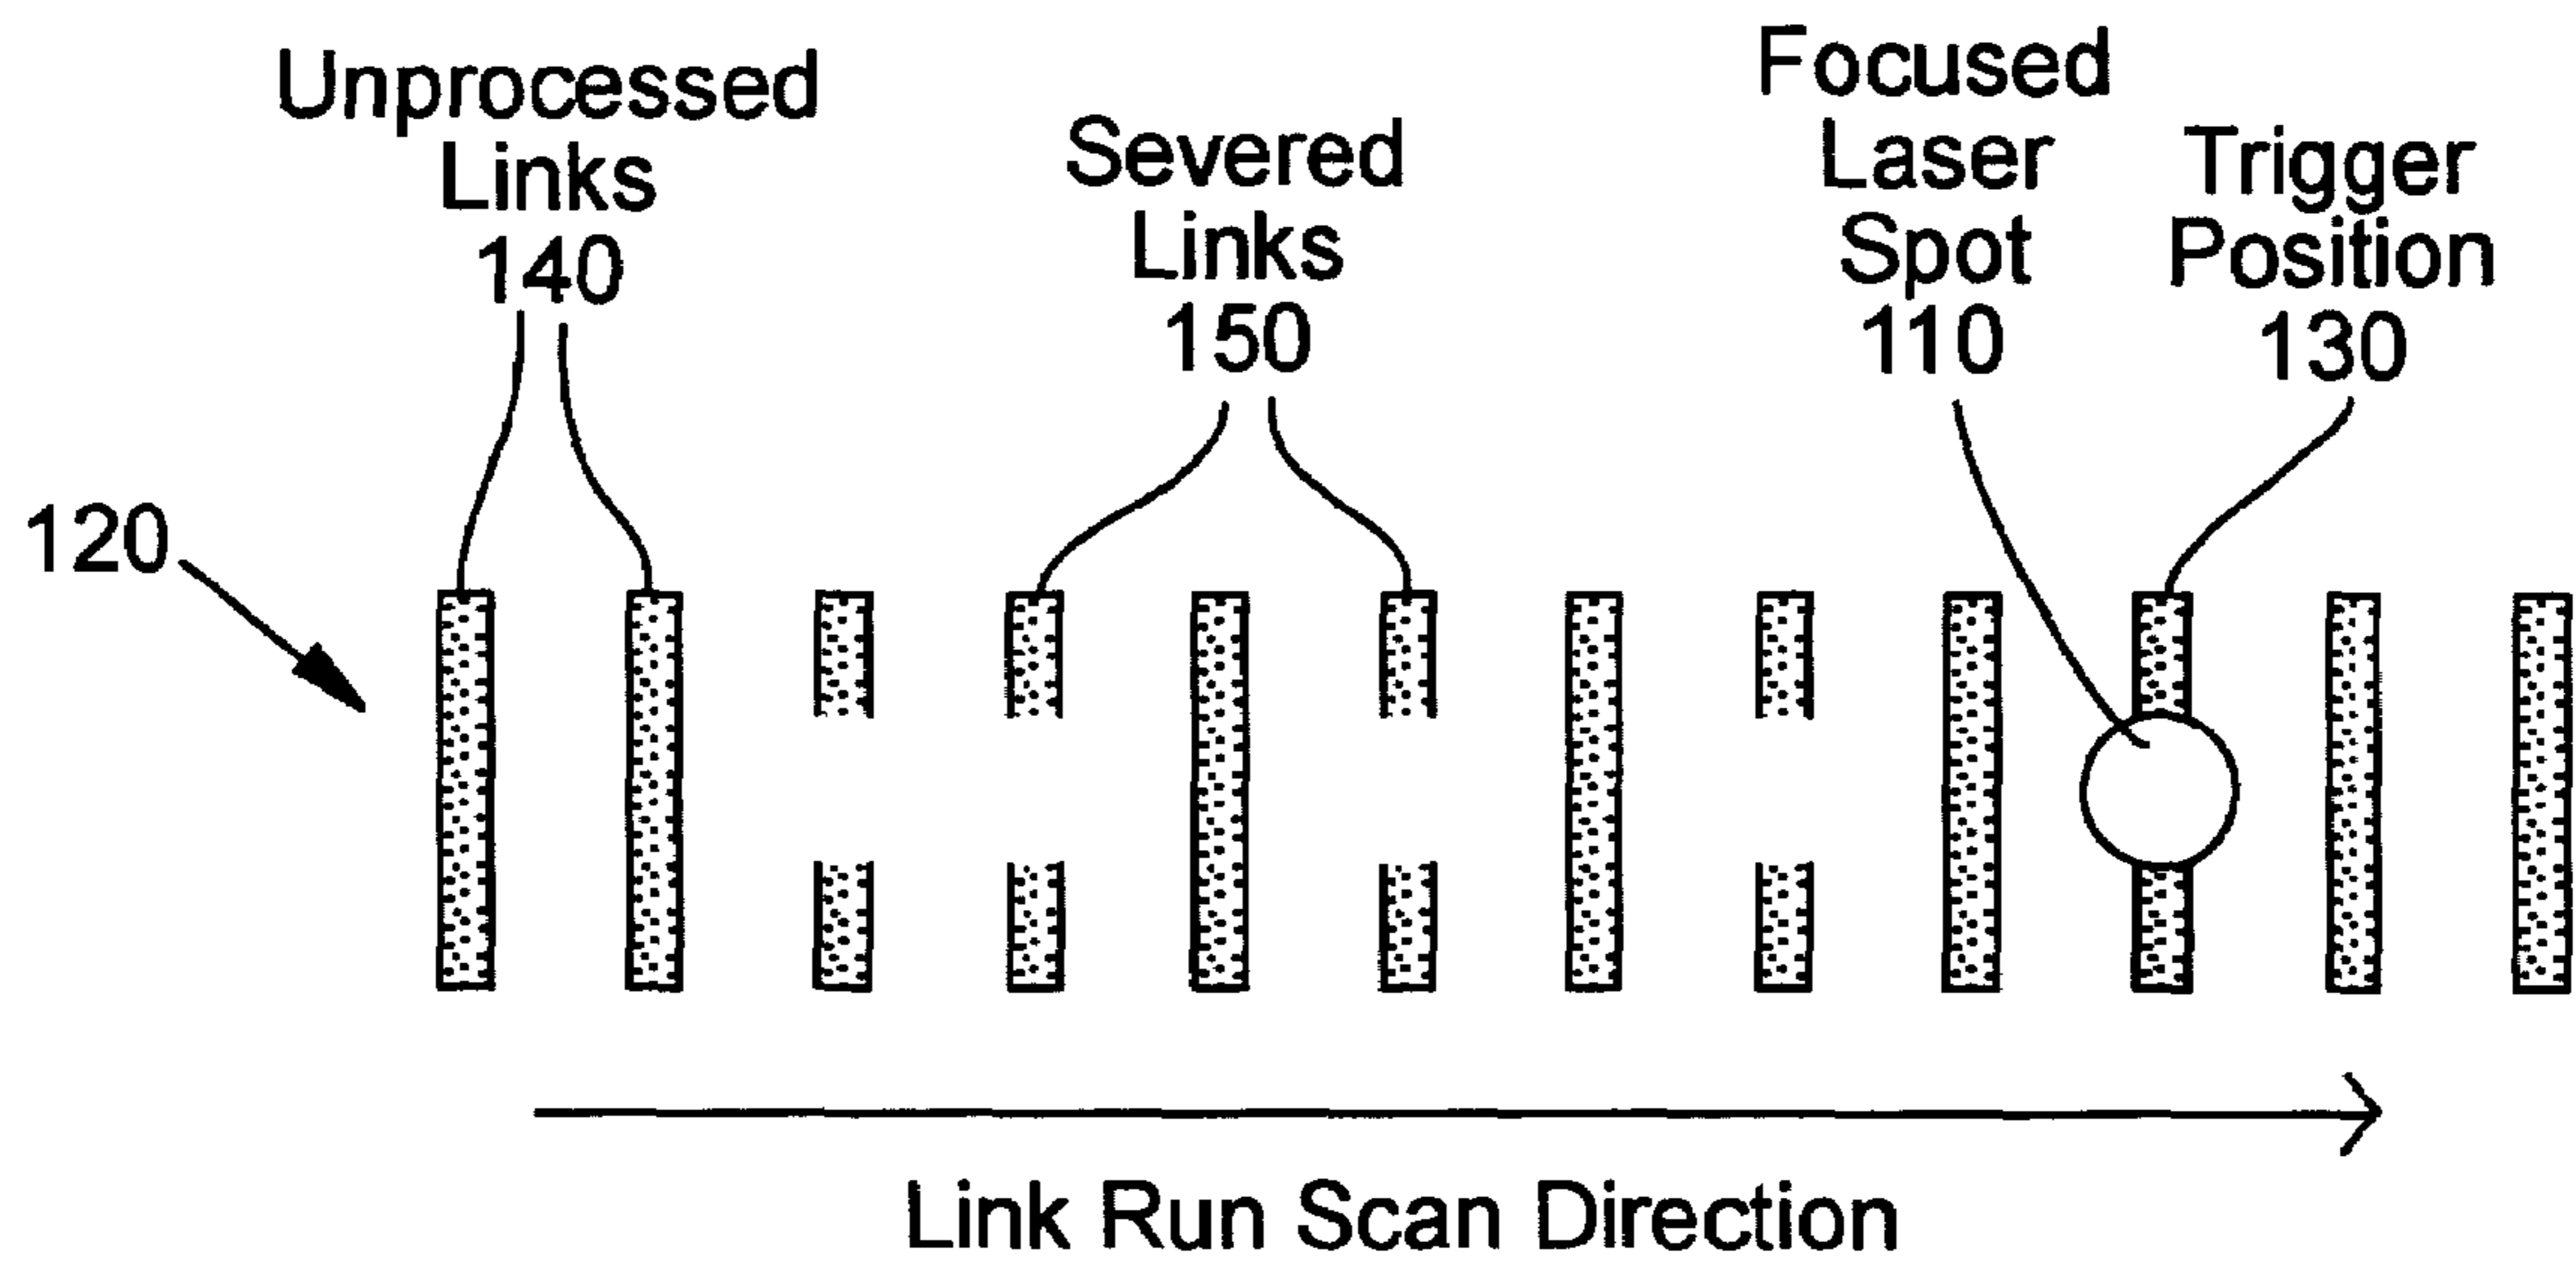 Unprocessed
Links
140
Severed
Links
150
Focused
Laser
Spot
110
Trigger
Position
130
120
Link Run Scan Direction